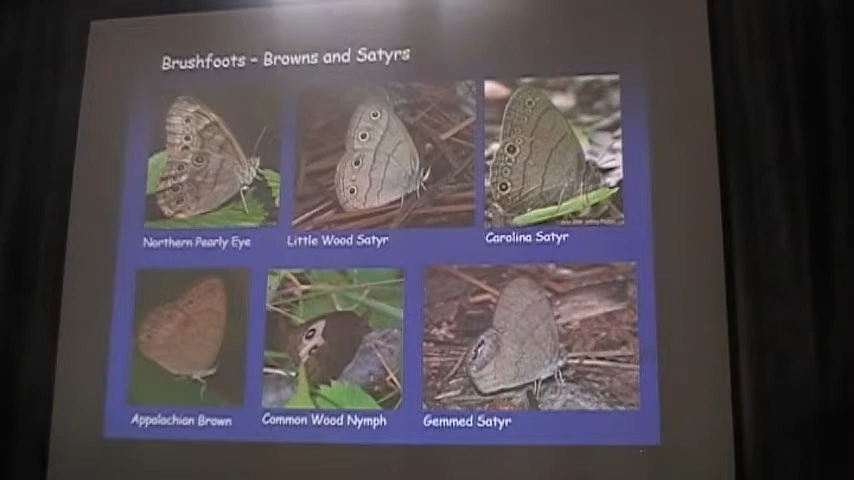 Brushfoots - Browns and Satyrs
Northern Pearly Eye
Little Wood Satyr
Carolina Satyr
Appalachian Brown
Common Wood Nymph
Gemmed Satyr